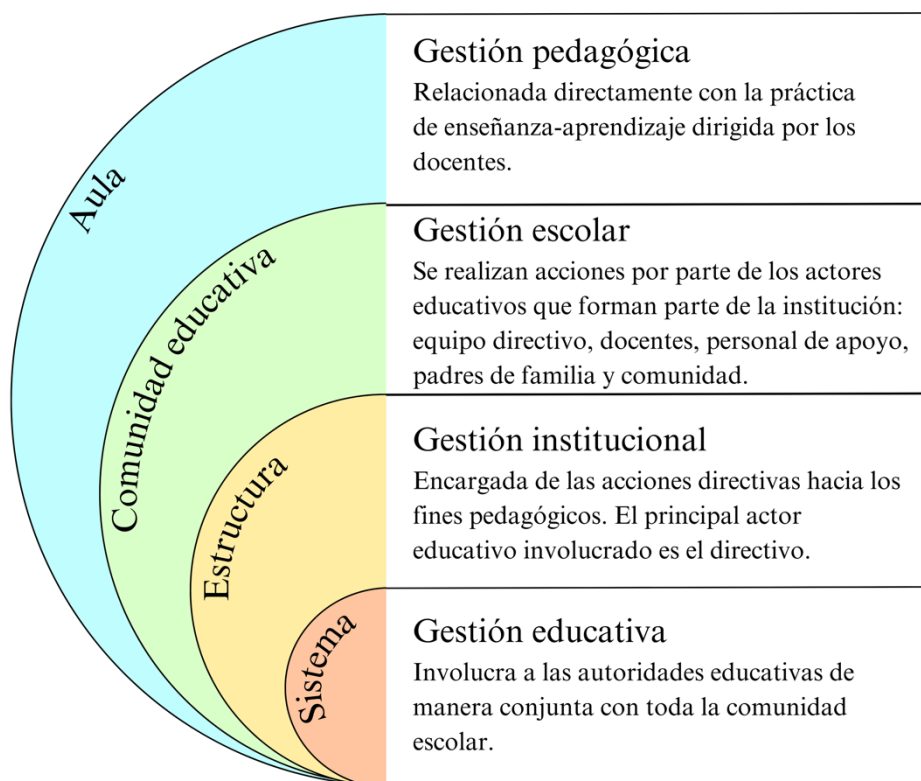 Aula
Gestión pedagógica
Relacionada directamente con la práctica
de enseñanza-aprendizaje dirigida por los
docentes.
Comunidad educativa
Gestión escolar
Se realizan acciones por parte de los actores
educativos que forman parte de la institución:
equipo directivo, docentes, personal de apoyo,
padres de familia y comunidad.
Estructura
Gestión institucional
Encargada de las acciones directivas hacia los
fines pedagógicos. El principal actor
educativo involucrado es el directivo.
Sistema
Gestión educativa
Involucra a las autoridades educativas de
manera conjunta con toda la comunidad
escolar.